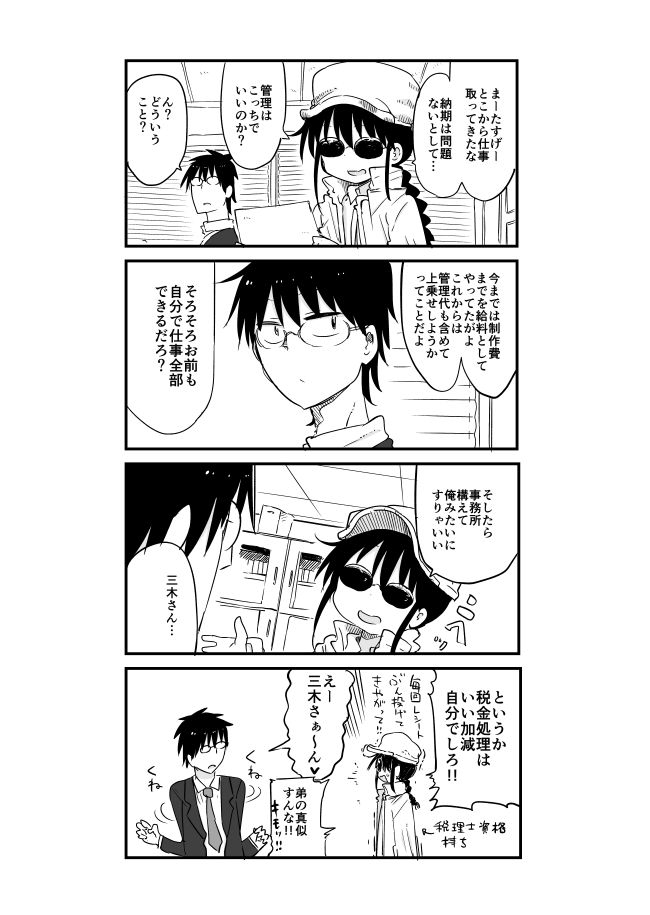 まーたすげー
とこから仕事
取ってきたな
納期は問題
ないとして…
管理は
こっちで
いいのか?
ん?
どういう
こと?
今までは制作費
までを給料として
やってたがよ
これからは
管理代も含めて
上乗せしようか
ってことだよ
そろそろお前も
自分で仕事全部
できるだろ?
そしたら
事務所
構えて
俺みたいに
すりゃいい
グッ
三木さん…
というか
税金処理は
いい加減
自分でしろ!!
毎回レシート
ぶん投げて
きやがって!!
税理士資格
持ち
えー
三木さぁ〜ん♥
弟の真似
すんな!!
キモッ!!
くね
くね